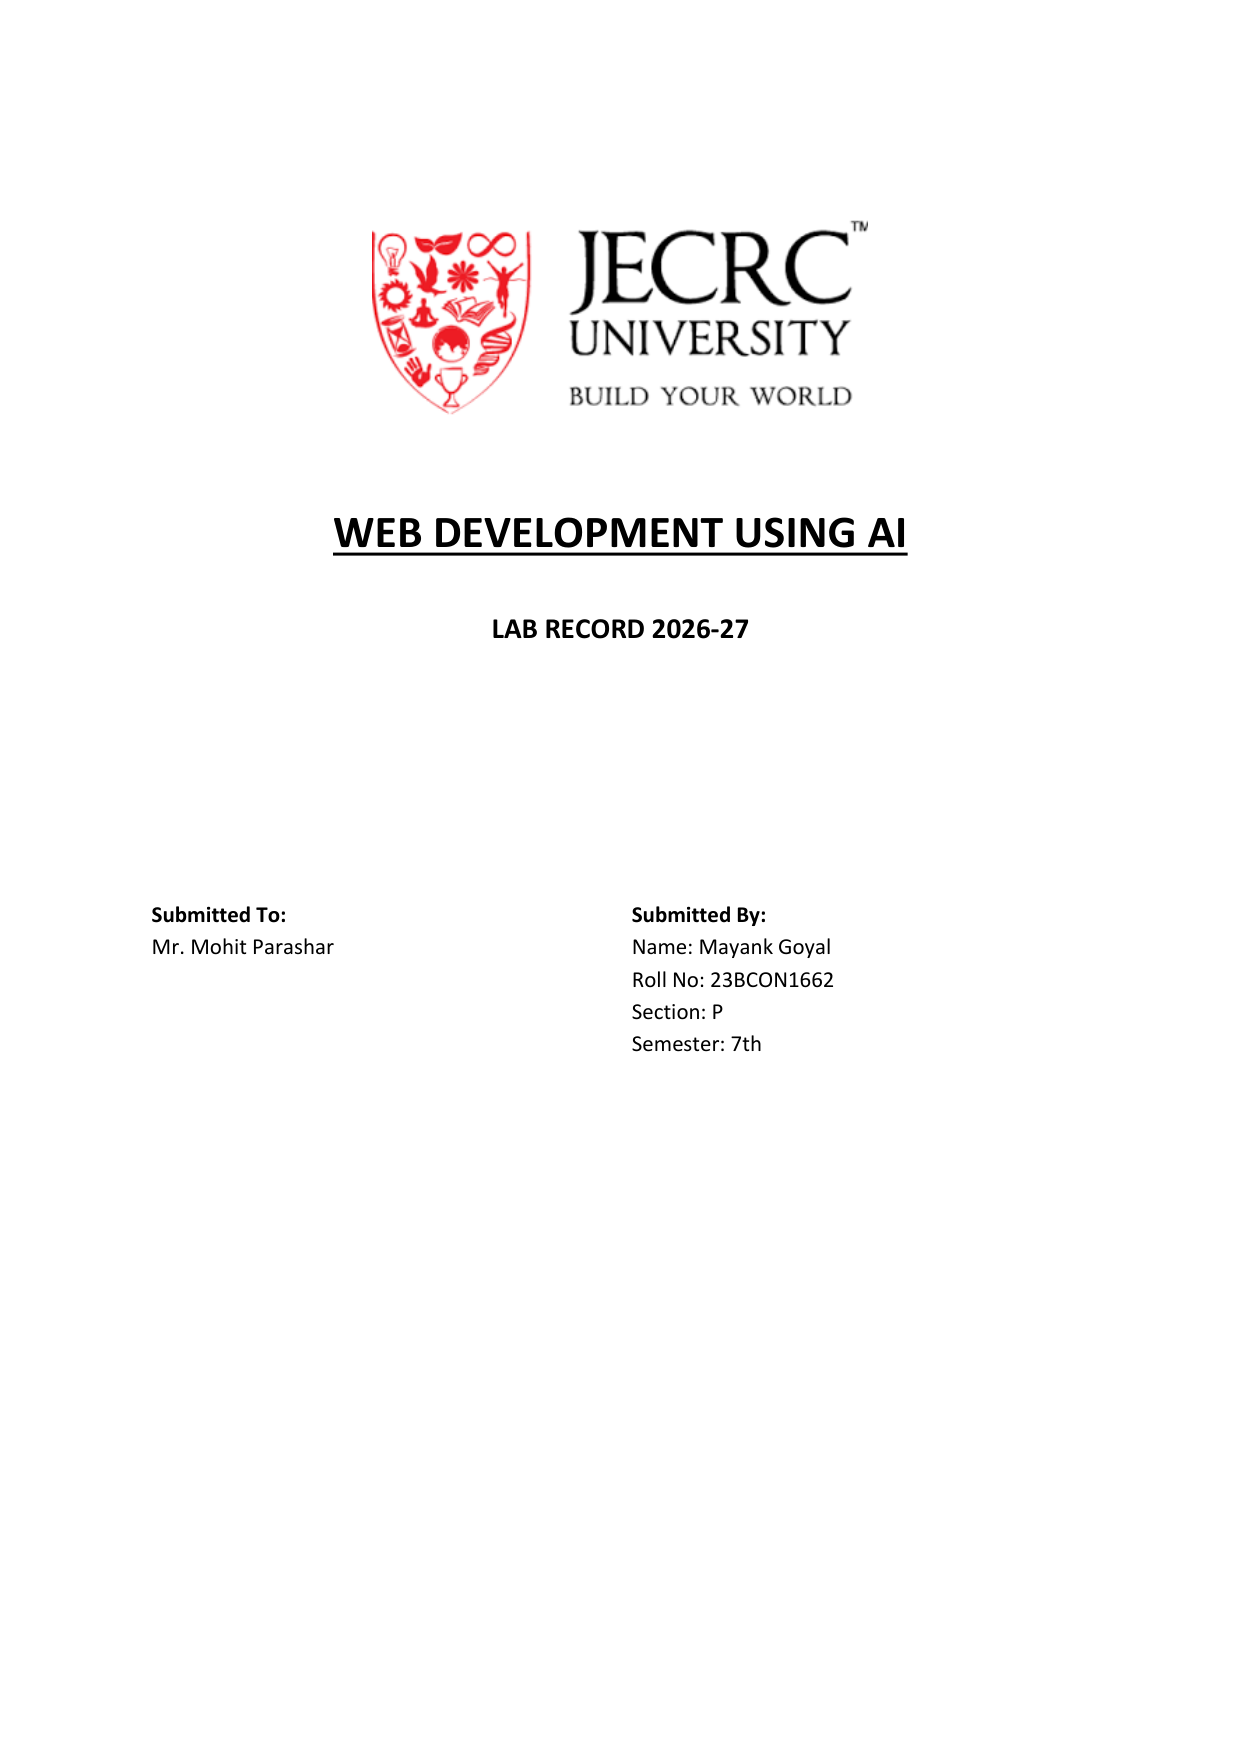 JECRC™
UNIVERSITY
BUILD YOUR WORLD
WEB DEVELOPMENT USING AI
LAB RECORD 2026-27
Submitted To:
Mr. Mohit Parashar
Submitted By:
Name: Mayank Goyal
Roll No: 23BCON1662
Section: P
Semester: 7th